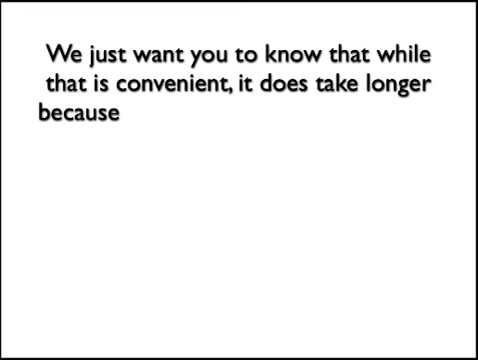 We just want you to know that while
that is convenient, it does take longer
because